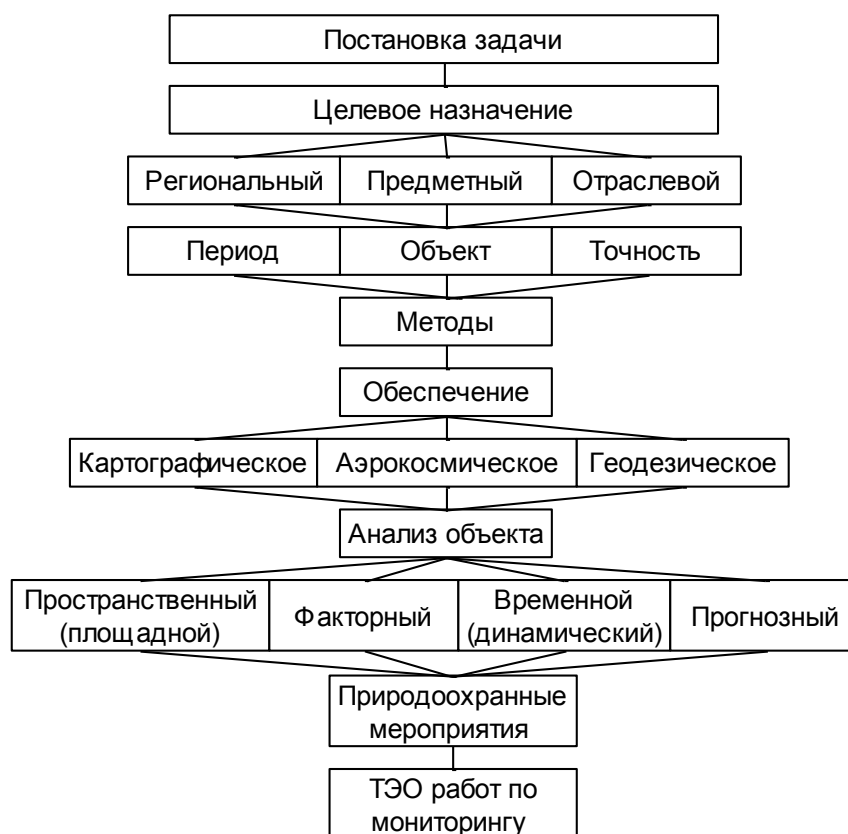 Постановка задачи
Целевое назначение
Региональный Предметный Отраслевой
Период Объект Точность
Методы
Обеспечение
Картографическое Аэрокосмическое Геодезическое
Анализ объекта
Пространственный (площадной) Факторный Временной (динамический) Прогнозный
Природоохранные
мероприятия
ТЭО работ по
мониторингу